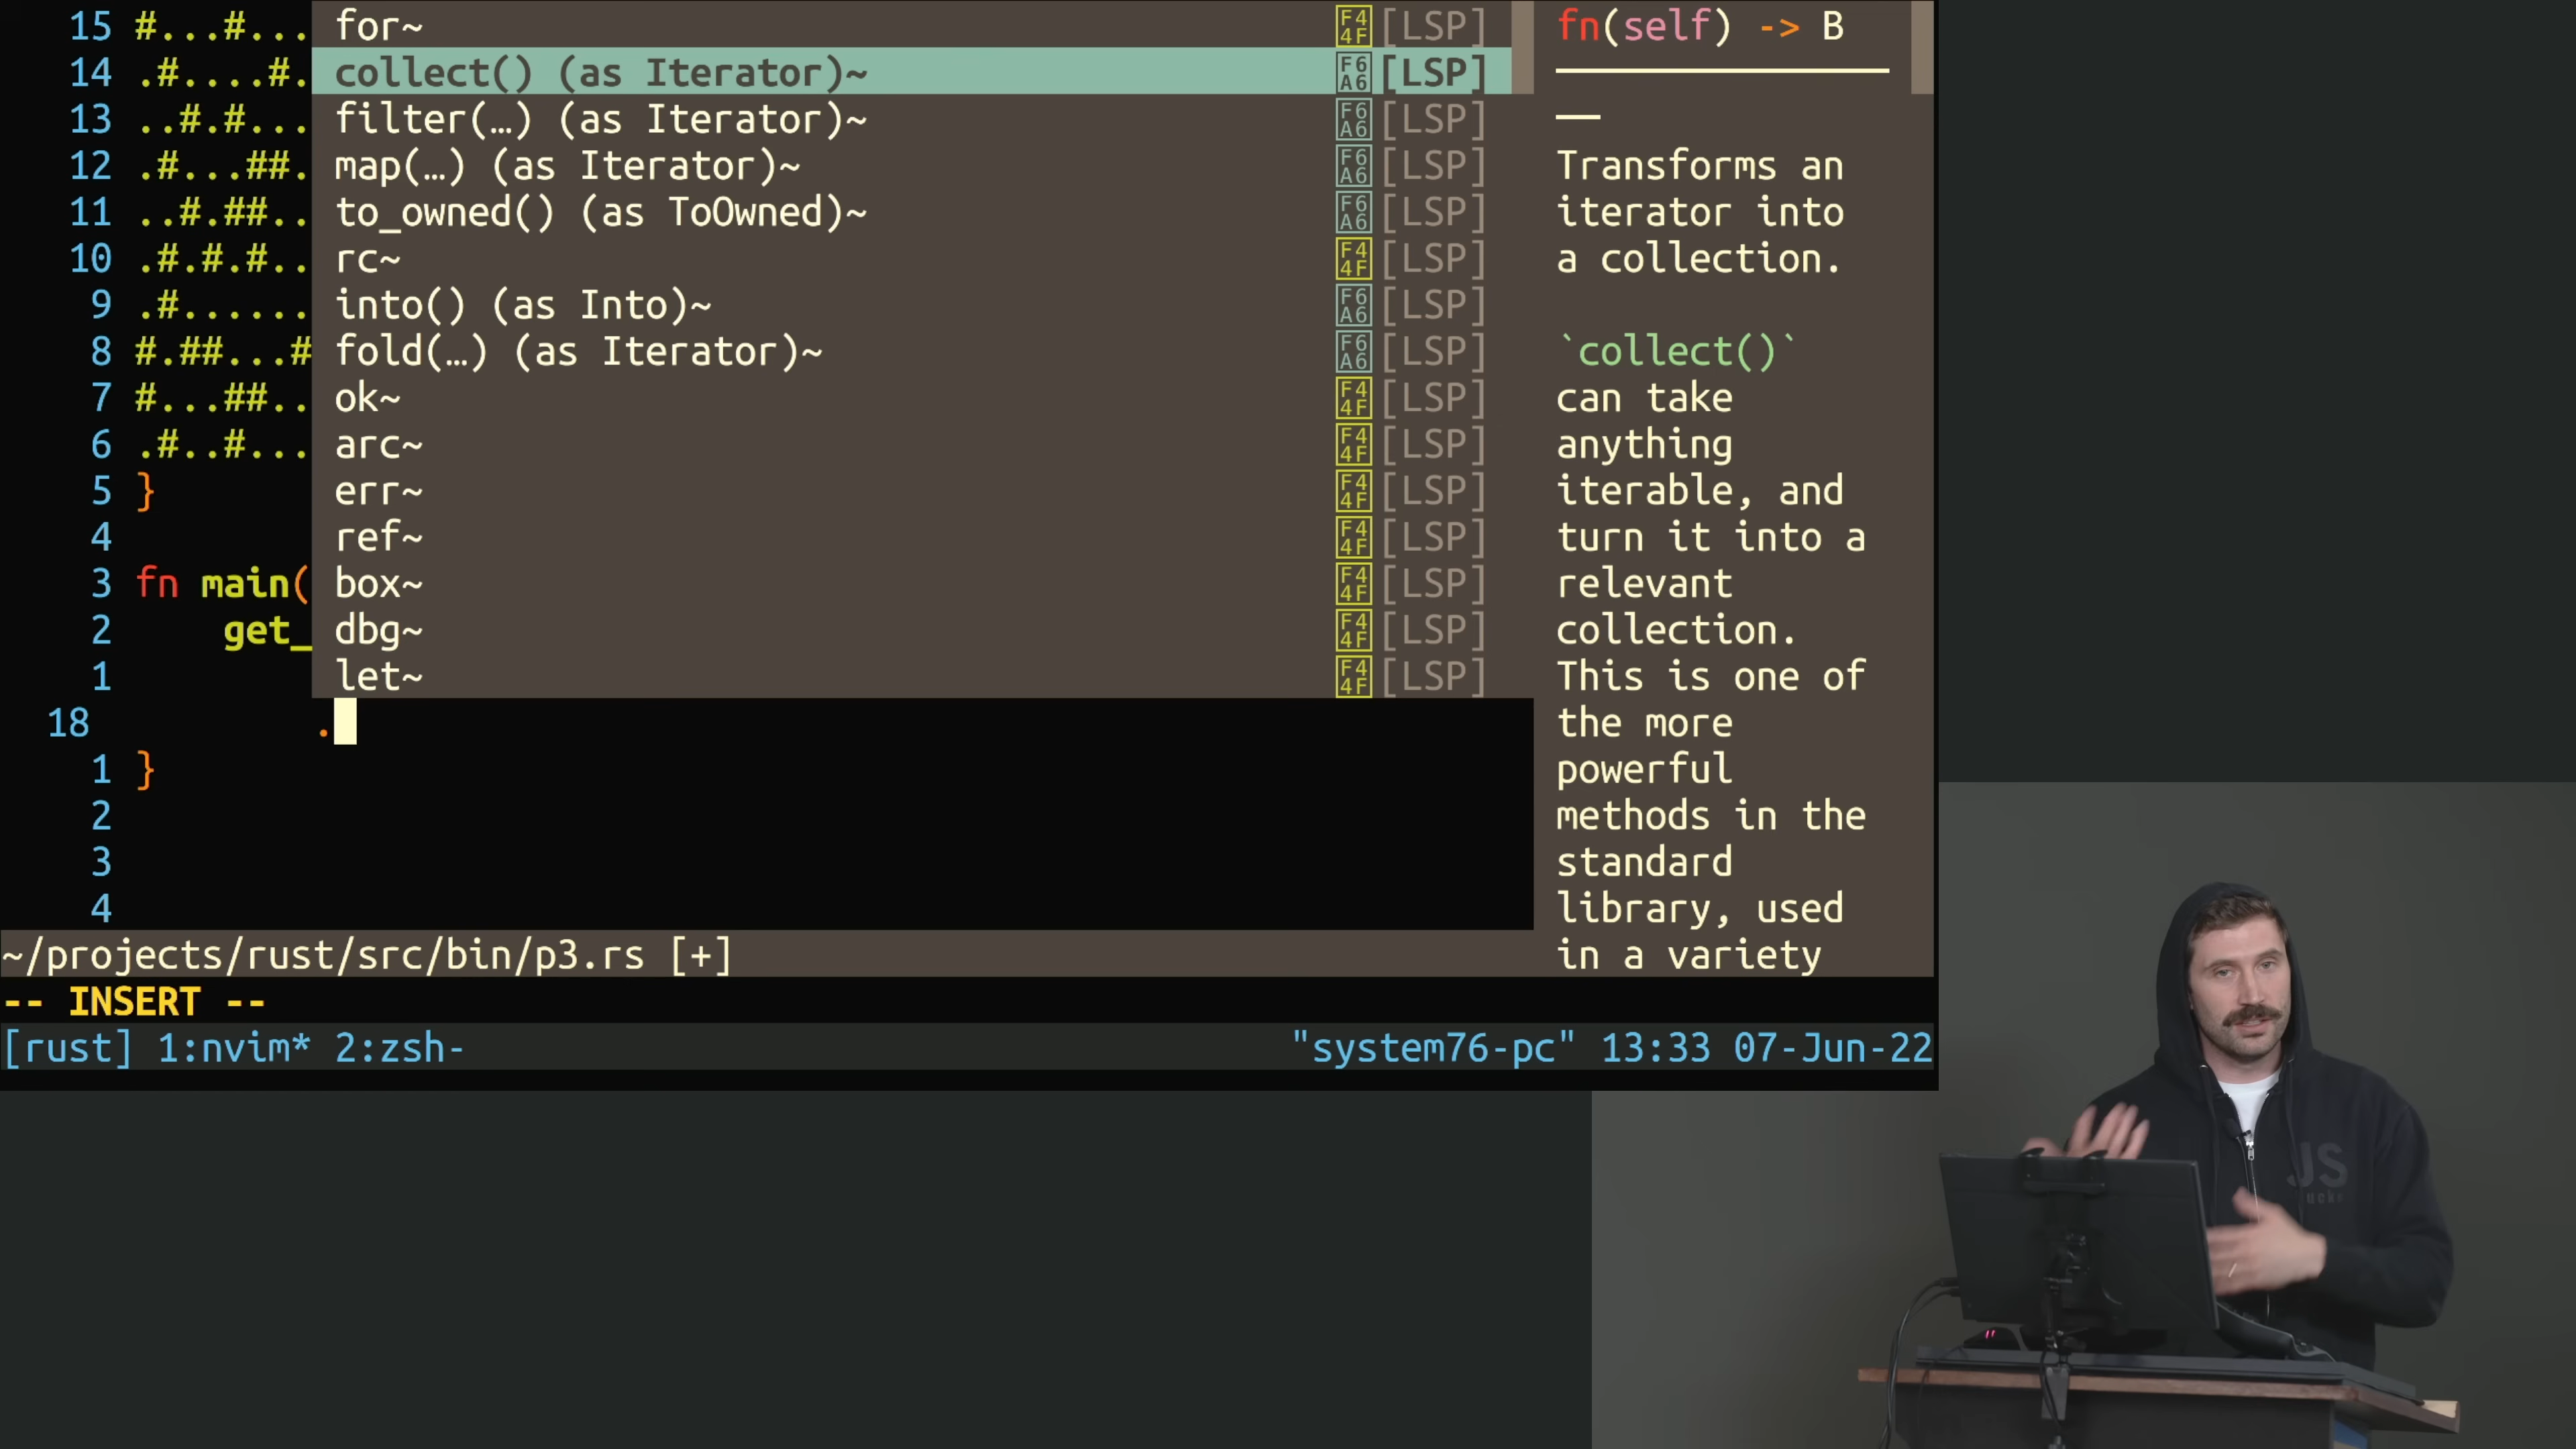 15 #...#... for~ F4 4F [LSP] fn(self) -> B
14 .#....#. collect() (as Iterator)~ F6 A6 [LSP]
13 ..#.#... filter(…) (as Iterator)~ F6 A6 [LSP]
12 .#...##. map(…) (as Iterator)~ F6 A6 [LSP] Transforms an
11 ..#.##.. to_owned() (as ToOwned)~ F6 A6 [LSP] iterator into
10 .#.#.#.. rc~ F4 4F [LSP] a collection.
9 .#...... into() (as Into)~ F6 A6 [LSP]
8 #.##...# fold(…) (as Iterator)~ F6 A6 [LSP] `collect()`
7 #...##.. ok~ F4 4F [LSP] can take
6 .#..#... arc~ F4 4F [LSP] anything
5 } err~ F4 4F [LSP] iterable, and
4 ref~ F4 4F [LSP] turn it into a
3 fn main( box~ F4 4F [LSP] relevant
2 get_ dbg~ F4 4F [LSP] collection.
1 let~ F4 4F [LSP] This is one of
18 . the more
1 } powerful
2 methods in the
3 standard
4 library, used
~/projects/rust/src/bin/p3.rs [+] in a variety
-- INSERT --
[rust] 1:nvim* 2:zsh- "system76-pc" 13:33 07-Jun-22
JS